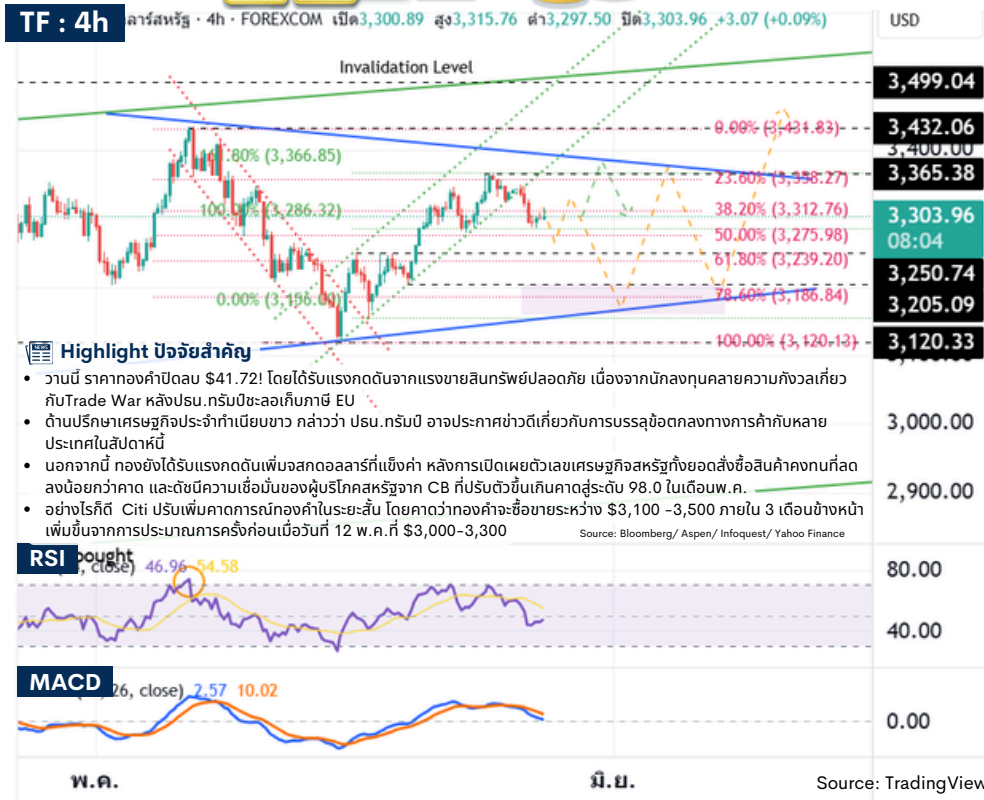 TF : 4h
ลาร์สหรัฐ · 4h · FOREXCOM เปิด3,300.89 สูง3,315.76 ต่ำ3,297.50 ปิด3,303.96 +3.07 (+0.09%)
USD
Invalidation Level
3,499.04
0.00% (3,431.83)
3,432.06
3,400.00
.80% (3,366.85)
3,365.38
23.60% (3,358.27)
100.00% (3,286.32)
38.20% (3,312.76)
3,303.96
08:04
50.00% (3,275.98)
61.80% (3,239.20)
3,250.74
0.00% (3,156.00)
78.60% (3,186.84)
3,205.09
100.00% (3,120.13)
3,120.33
NEWS
Highlight ปัจจัยสำคัญ
• วานนี้ ราคาทองคำปิดลบ $41.72! โดยได้รับแรงกดดันจากแรงขายสินทรัพย์ปลอดภัย เนื่องจากนักลงทุนคลายความกังวลเกี่ยว
กับTrade War หลังปธน.ทรัมป์ชะลอเก็บภาษี EU
• ด้านปรึกษาเศรษฐกิจประจำทำเนียบขาว กล่าวว่า ปธน.ทรัมป์ อาจประกาศข่าวดีเกี่ยวกับการบรรลุข้อตกลงทางการค้ากับหลาย
ประเทศในสัปดาห์นี้
• นอกจากนี้ ทองยังได้รับแรงกดดันเพิ่มจสกดอลลาร์ที่แข็งค่า หลังการเปิดเผยตัวเลขเศรษฐกิจสหรัฐทั้งยอดสั่งซื้อสินค้าคงทนที่ลด
ลงน้อยกว่าคาด และดัชนีความเชื่อมั่นของผู้บริโภคสหรัฐจาก CB ที่ปรับตัวขึ้นเกินคาดสู่ระดับ 98.0 ในเดือนพ.ค.
• อย่างไรก็ดี Citi ปรับเพิ่มคาดการณ์ทองคำในระยะสั้น โดยคาดว่าทองคำจะซื้อขายระหว่าง $3,100 -3,500 ภายใน 3 เดือนข้างหน้า
เพิ่มขึ้นจากการประมาณการครั้งก่อนเมื่อวันที่ 12 พ.ค.ที่ $3,000-3,300
Source: Bloomberg/ Aspen/ Infoquest/ Yahoo Finance
3,000.00
2,900.00
RSI
bought
close) 46.96 54.58
80.00
40.00
MACD
26, close) 2.57 10.02
0.00
พ.ค.
มิ.ย.
Source: TradingView